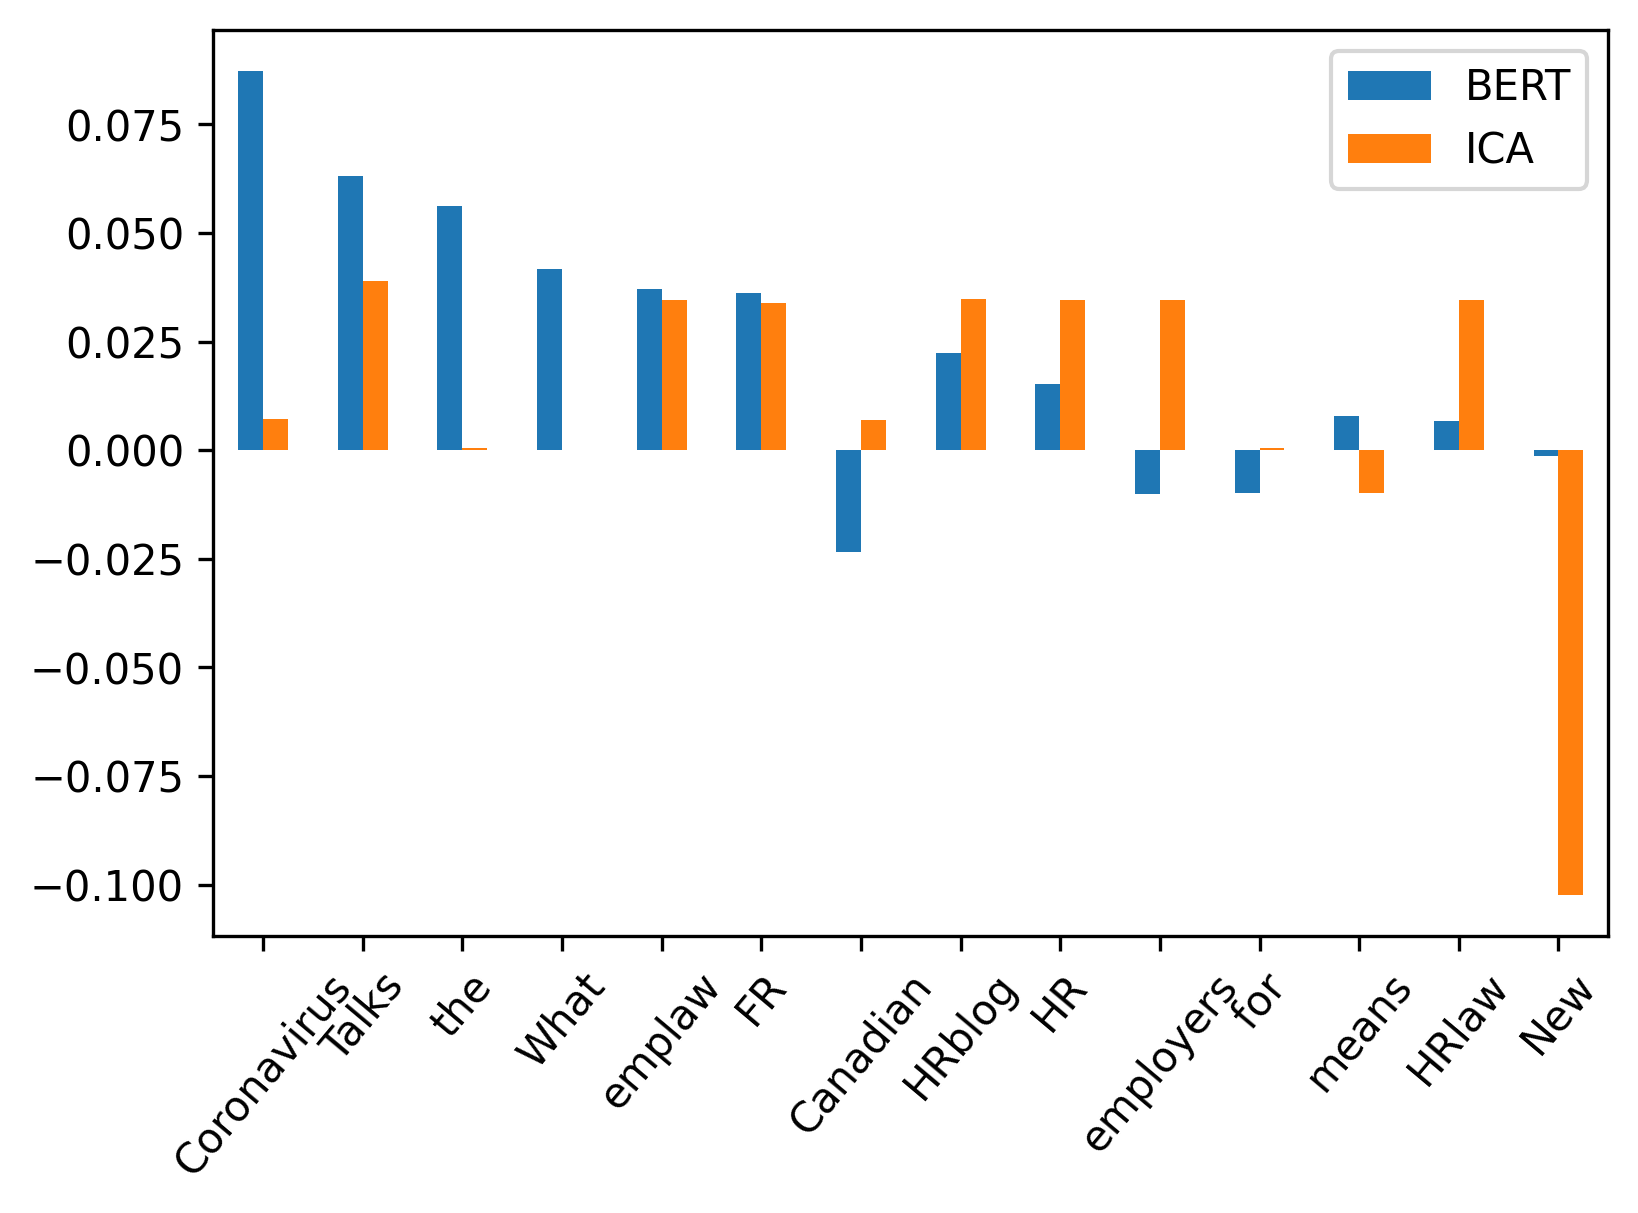 BERT
ICA
0.075
0.050
0.025
0.000
−0.025
−0.050
−0.075
−0.100
Coronavirus
Talks
the
What
emplaw
FR
Canadian
HRblog
HR
employers
for
means
HRlaw
New